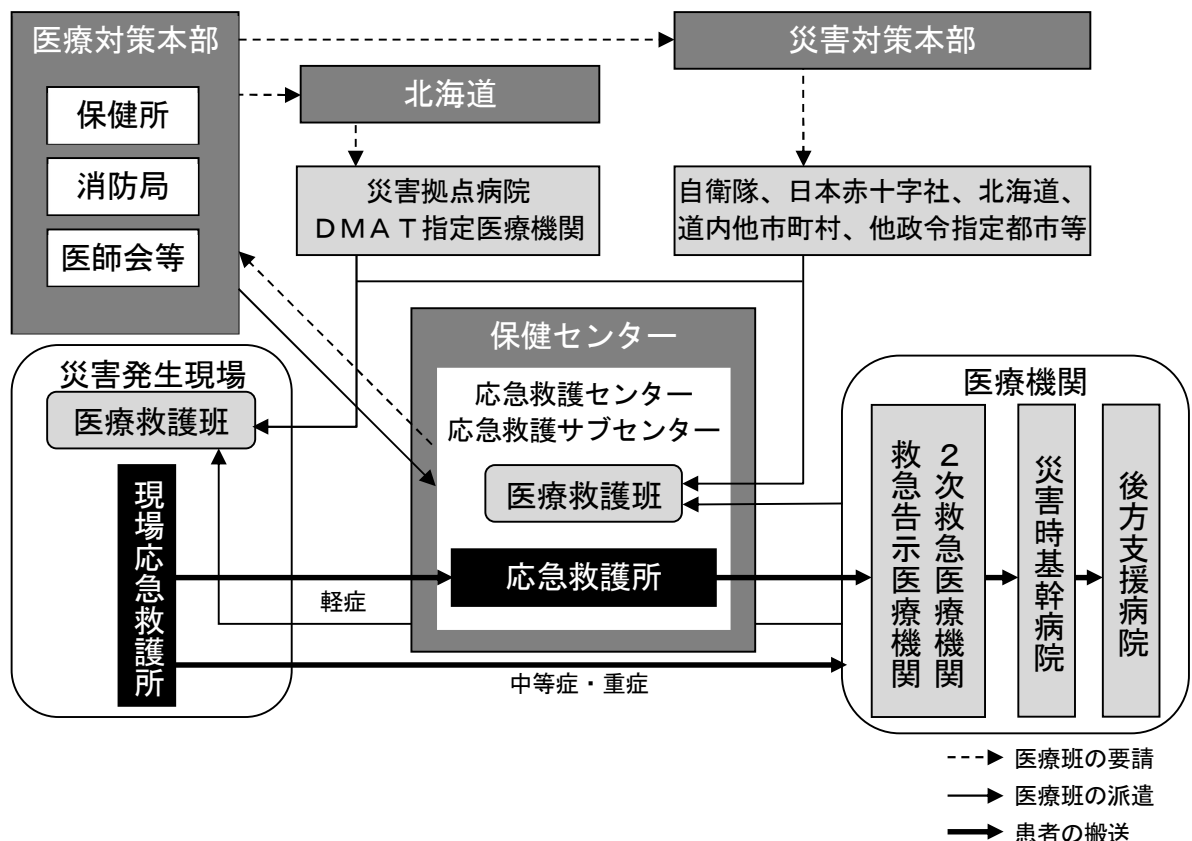 医療対策本部
保健所
消防局
医師会等
災害対策本部
北海道
災害拠点病院
ＤＭＡＴ指定医療機関
自衛隊、日本赤十字社、北海道、
道内他市町村、他政令指定都市等
保健センター
応急救護センター
応急救護サブセンター
医療救護班
応急救護所
災害発生現場
医療救護班
現場応急救護所
軽症
中等症・重症
医療機関
２次救急医療機関
救急告示医療機関
災害時基幹病院
後方支援病院
医療班の要請
医療班の派遣
患者の搬送